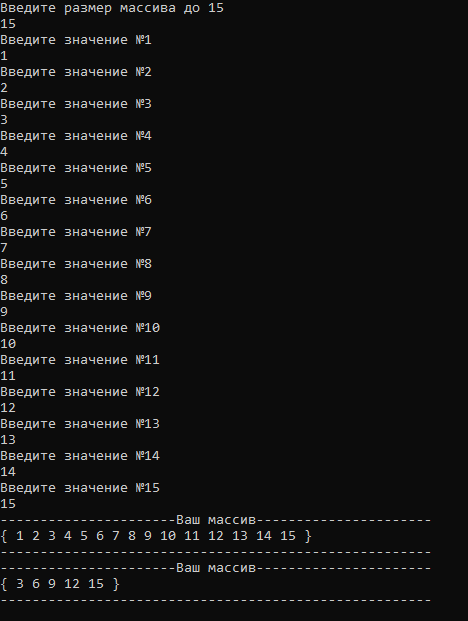 Введите размер массива до 15
15
Введите значение №1
1
Введите значение №2
2
Введите значение №3
3
Введите значение №4
4
Введите значение №5
5
Введите значение №6
6
Введите значение №7
7
Введите значение №8
8
Введите значение №9
9
Введите значение №10
10
Введите значение №11
11
Введите значение №12
12
Введите значение №13
13
Введите значение №14
14
Введите значение №15
15
----------------------Ваш массив----------------------
{ 1 2 3 4 5 6 7 8 9 10 11 12 13 14 15 }
------------------------------------------------------
----------------------Ваш массив----------------------
{ 3 6 9 12 15 }
------------------------------------------------------